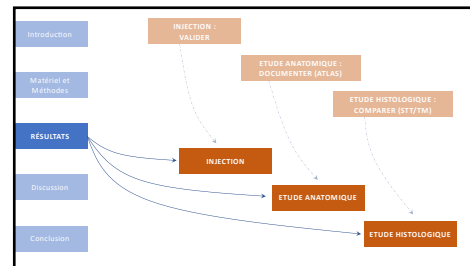 Introduction
Matériel et
Méthodes
RÉSULTATS
Discussion
Conclusion
INJECTION :
VALIDER
ETUDE ANATOMIQUE :
DOCUMENTER (ATLAS)
ETUDE HISTOLOGIQUE :
COMPARER (STT/TM)
INJECTION
ETUDE ANATOMIQUE
ETUDE HISTOLOGIQUE